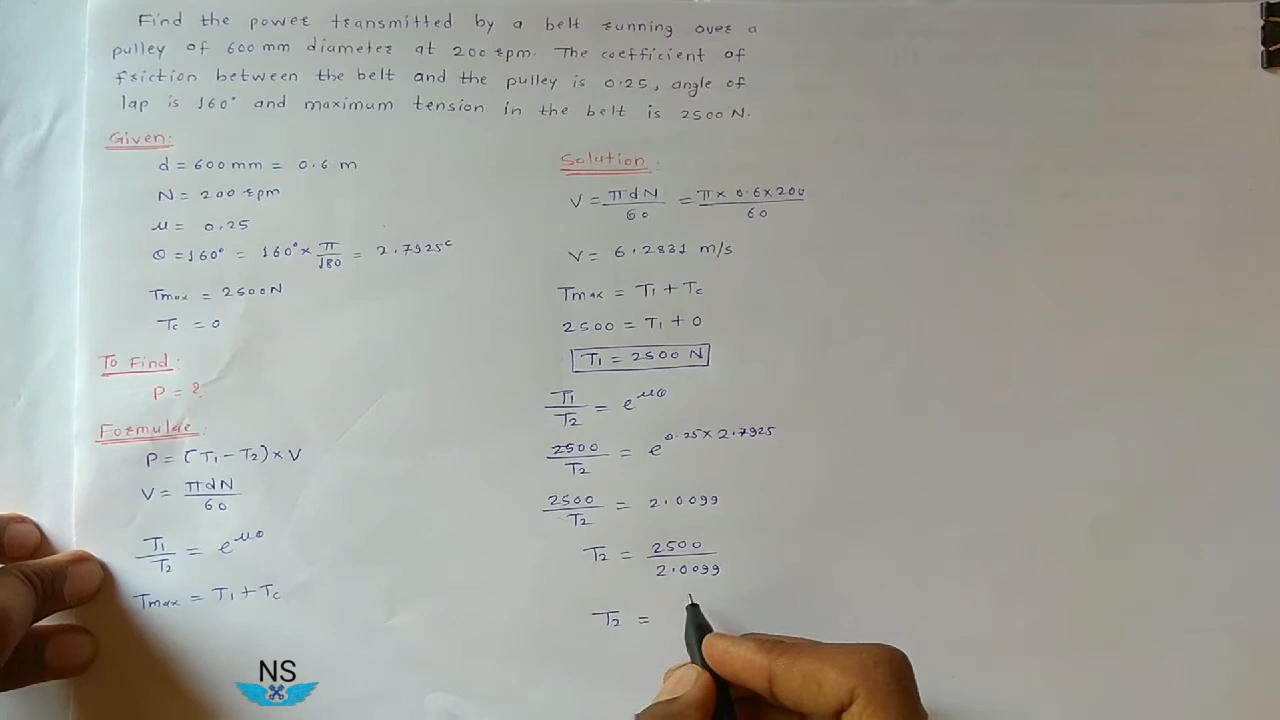 Find the power transmitted by a belt running over a
pulley of 600 mm diameter at 200 rpm. The coefficient of
friction between the belt and the pulley is 0.25, angle of
lap is 160° and maximum tension in the belt is 2500 N.
Given:
d = 600 mm = 0.6 m
N = 200 rpm
μ = 0.25
θ = 160° = 160° × π/180 = 2.7925ᶜ
Tmax = 2500N
Tc = 0
To Find:
P = ?
Formulae:
P = (T₁ - T₂) × V
V = πdN/60
T₁/T₂ = e^μθ
Tmax = T₁ + Tc
Solution:
V = πdN/60 = π × 0.6 × 200/60
V = 6.2831 m/s
Tmax = T₁ + Tc
2500 = T₁ + 0
T₁ = 2500 N
T₁/T₂ = e^μθ
2500/T₂ = e^0.25 × 2.7925
2500/T₂ = 2.0099
T₂ = 2500/2.0099
T₂ =
NS